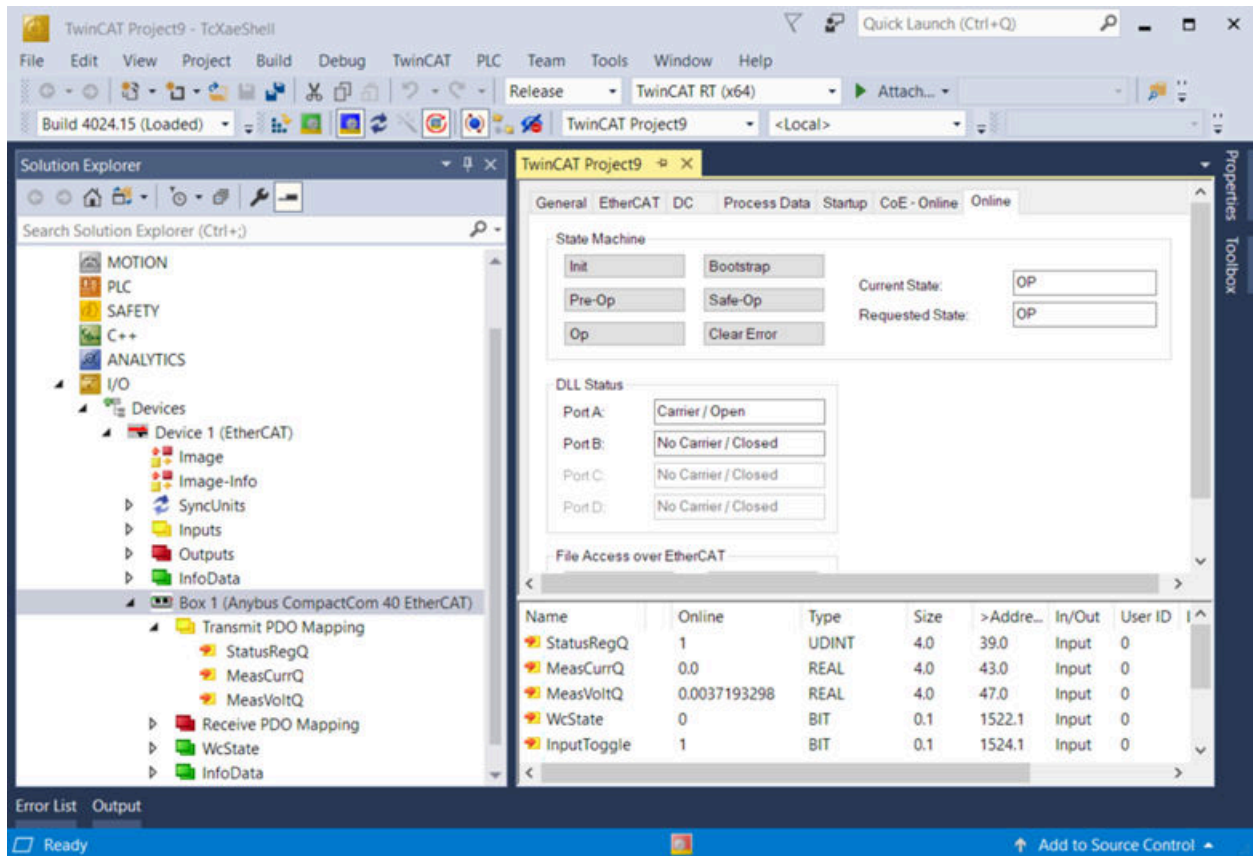 TwinCAT Project9 - TcXaeShell
Quick Launch (Ctrl+Q)
File Edit View Project Build Debug TwinCAT PLC Team Tools Window Help
Release TwinCAT RT (x64) Attach...
Build 4024.15 (Loaded) TwinCAT Project9 <Local>
Solution Explorer
Search Solution Explorer (Ctrl+;)
MOTION
PLC
SAFETY
C++
ANALYTICS
I/O
Devices
Device 1 (EtherCAT)
Image
Image-Info
SyncUnits
Inputs
Outputs
InfoData
Box 1 (Anybus CompactCom 40 EtherCAT)
Transmit PDO Mapping
StatusRegQ
MeasCurrQ
MeasVoltQ
Receive PDO Mapping
WcState
InfoData
TwinCAT Project9
General EtherCAT DC Process Data Startup CoE - Online Online
State Machine
Init Bootstrap
Pre-Op Safe-Op
Op Clear Error
Current State: OP
Requested State: OP
DLL Status
Port A: Carrier / Open
Port B: No Carrier / Closed
Port C: No Carrier / Closed
Port D: No Carrier / Closed
File Access over EtherCAT
Name Online Type Size >Addre... In/Out User ID
StatusRegQ 1 UDINT 4.0 39.0 Input 0
MeasCurrQ 0.0 REAL 4.0 43.0 Input 0
MeasVoltQ 0.0037193298 REAL 4.0 47.0 Input 0
WcState 0 BIT 0.1 1522.1 Input 0
InputToggle 1 BIT 0.1 1524.1 Input 0
Properties
Toolbox
Error List Output
Ready
Add to Source Control